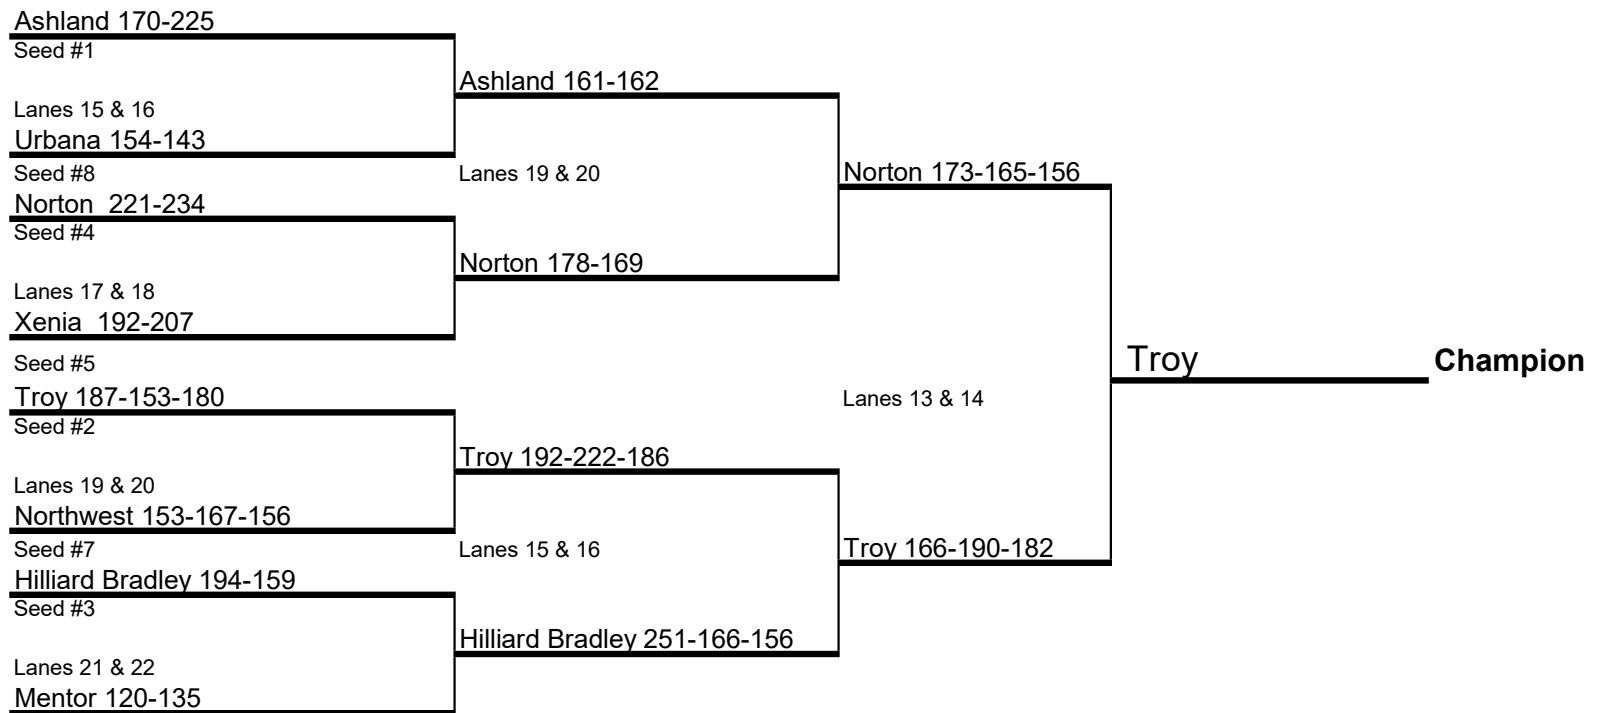 Ashland 170-225
Seed #1
Ashland 161-162
Lanes 15 & 16
Urbana 154-143
Seed #8
Lanes 19 & 20
Norton 173-165-156
Norton  221-234
Seed #4
Norton 178-169
Lanes 17 & 18
Xenia  192-207
Seed #5
Troy
Champion
Troy 187-153-180
Lanes 13 & 14
Seed #2
Troy 192-222-186
Lanes 19 & 20
Northwest 153-167-156
Seed #7
Lanes 15 & 16
Troy 166-190-182
Hilliard Bradley 194-159
Seed #3
Hilliard Bradley 251-166-156
Lanes 21 & 22
Mentor 120-135